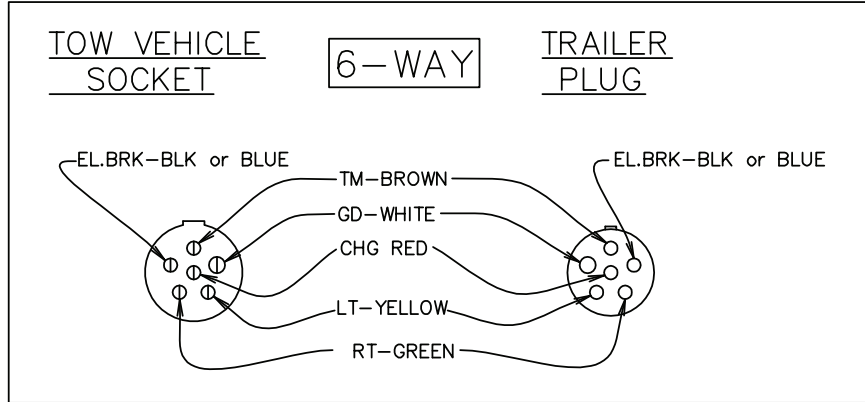 TOW VEHICLE
SOCKET
6-WAY
TRAILER
PLUG
EL.BRK-BLK or BLUE
EL.BRK-BLK or BLUE
TM-BROWN
GD-WHITE
CHG RED
LT-YELLOW
RT-GREEN